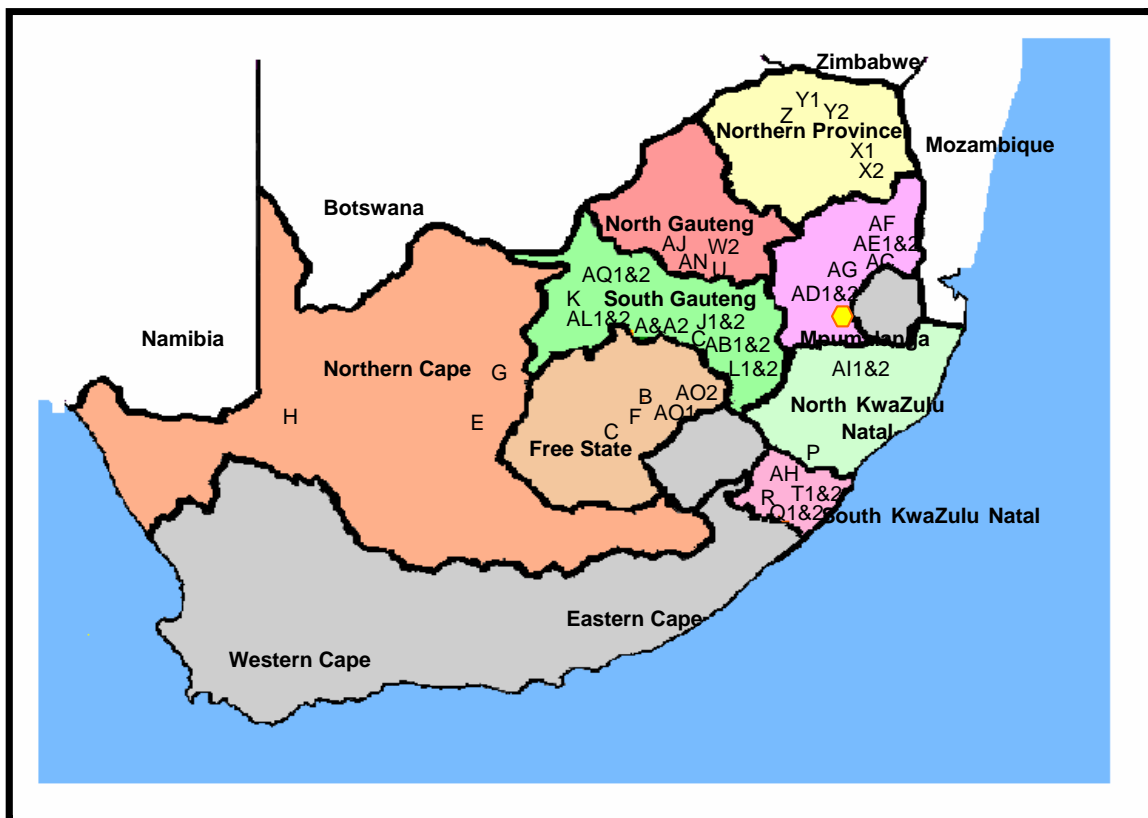 Zimbabwe
Y1
Z
Y2
Northern Province
X1
X2
Mozambique
Botswana
North Gauteng
AJ
W2
AN
U
AF
AE1&2
AC
AG
AD1&2
Mpumalanga
AQ1&2
South Gauteng
K
AL1&2
A&A2
J1&2
C
AB1&2
L1&2
Namibia
Northern Cape
G
H
E
B
AO2
F
AO1
C
Free State
AI1&2
North KwaZulu
Natal
P
AH
R
T1&2
Q1&2
South KwaZulu Natal
Eastern Cape
Western Cape